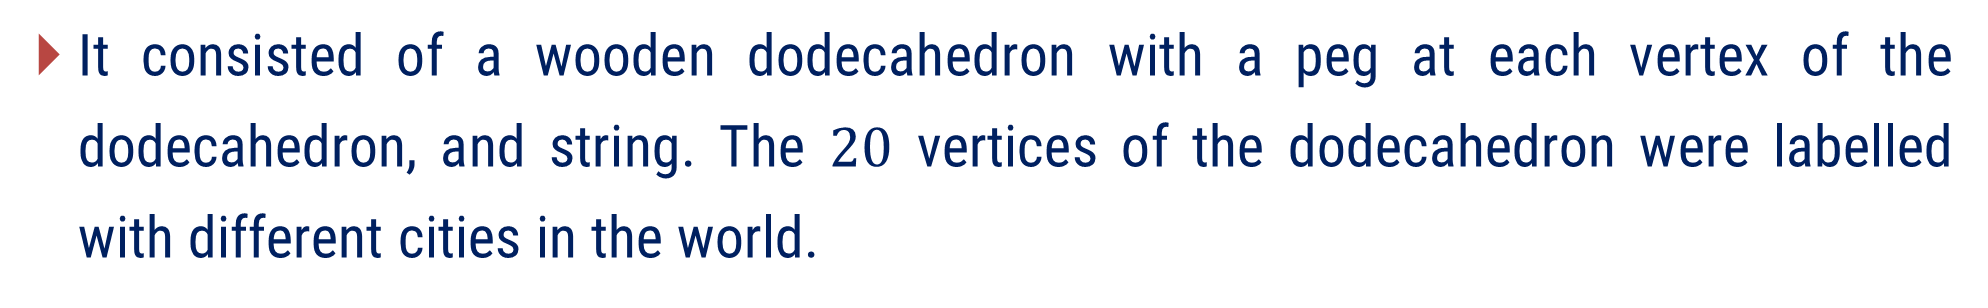 It consisted of a wooden dodecahedron with a peg at each vertex of the
dodecahedron, and string. The 20 vertices of the dodecahedron were labelled
with different cities in the world.